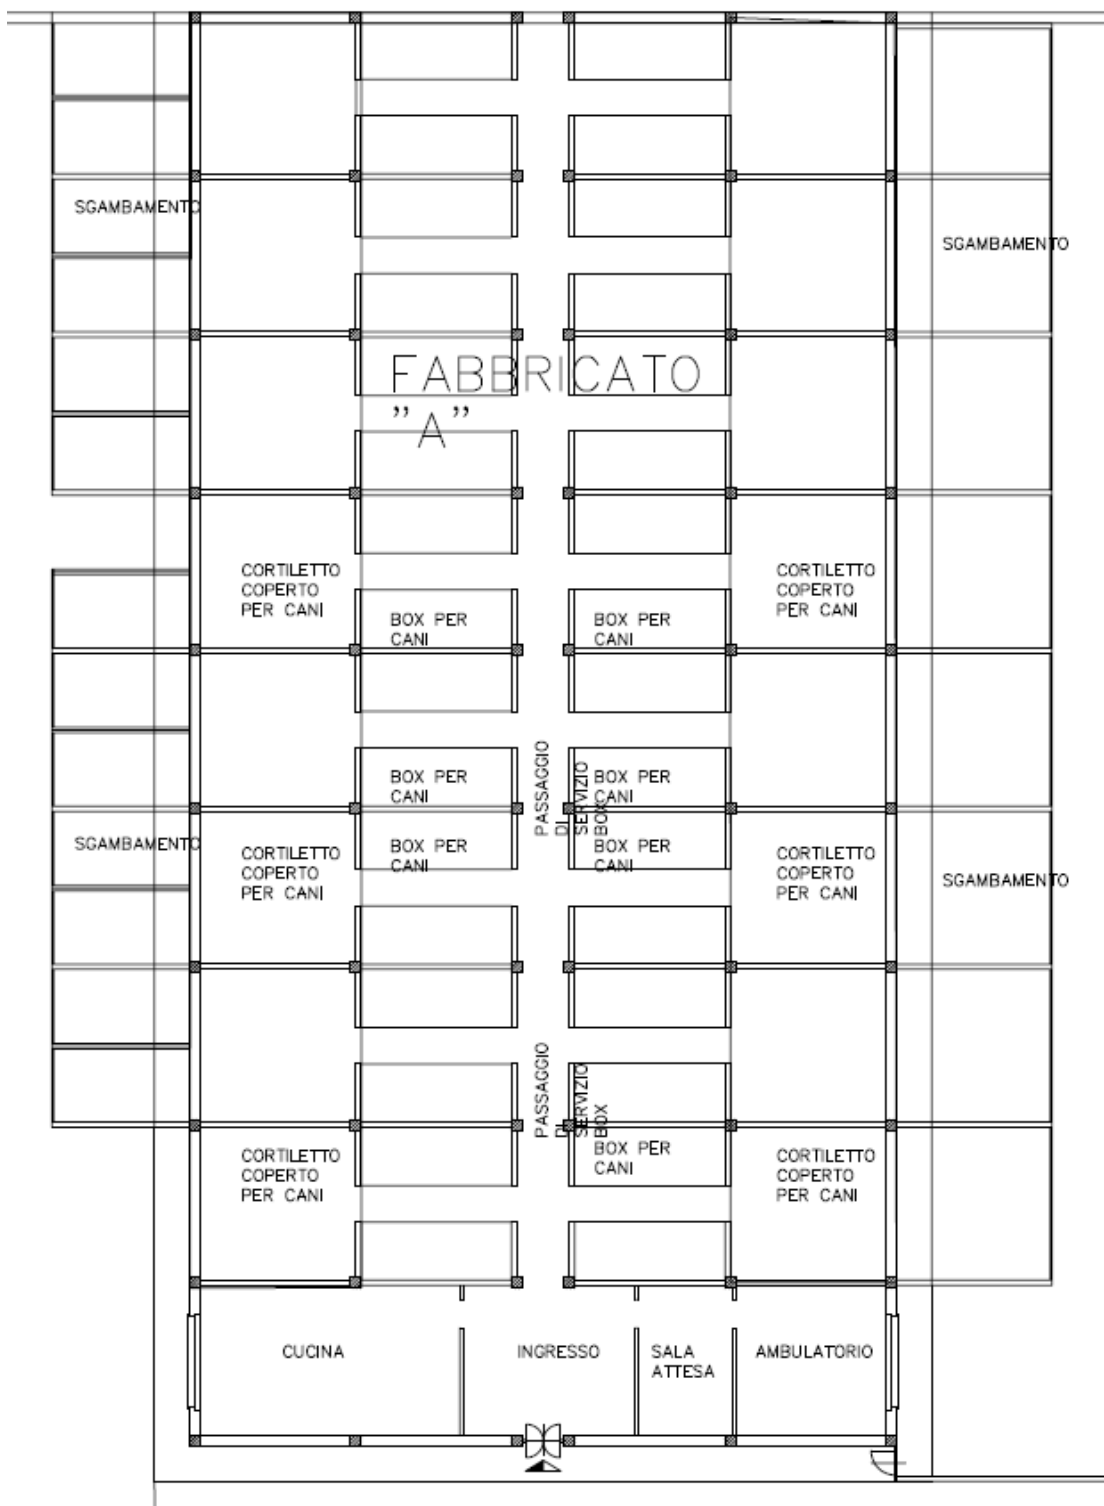 SGAMBAMENTO
SGAMBAMENTO
FABBRICATO
"A"
CORTILETTO
COPERTO
PER CANI
BOX PER
CANI
BOX PER
CANI
CORTILETTO
COPERTO
PER CANI
BOX PER
CANI
PASSAGGIO
DI
SERVIZIO
BOX
BOX PER
CANI
SGAMBAMENTO
CORTILETTO
COPERTO
PER CANI
BOX PER
CANI
BOX PER
CANI
CORTILETTO
COPERTO
PER CANI
SGAMBAMENTO
PASSAGGIO
DI
SERVIZIO
BOX
CORTILETTO
COPERTO
PER CANI
BOX PER
CANI
CORTILETTO
COPERTO
PER CANI
CUCINA
INGRESSO
SALA
ATTESA
AMBULATORIO